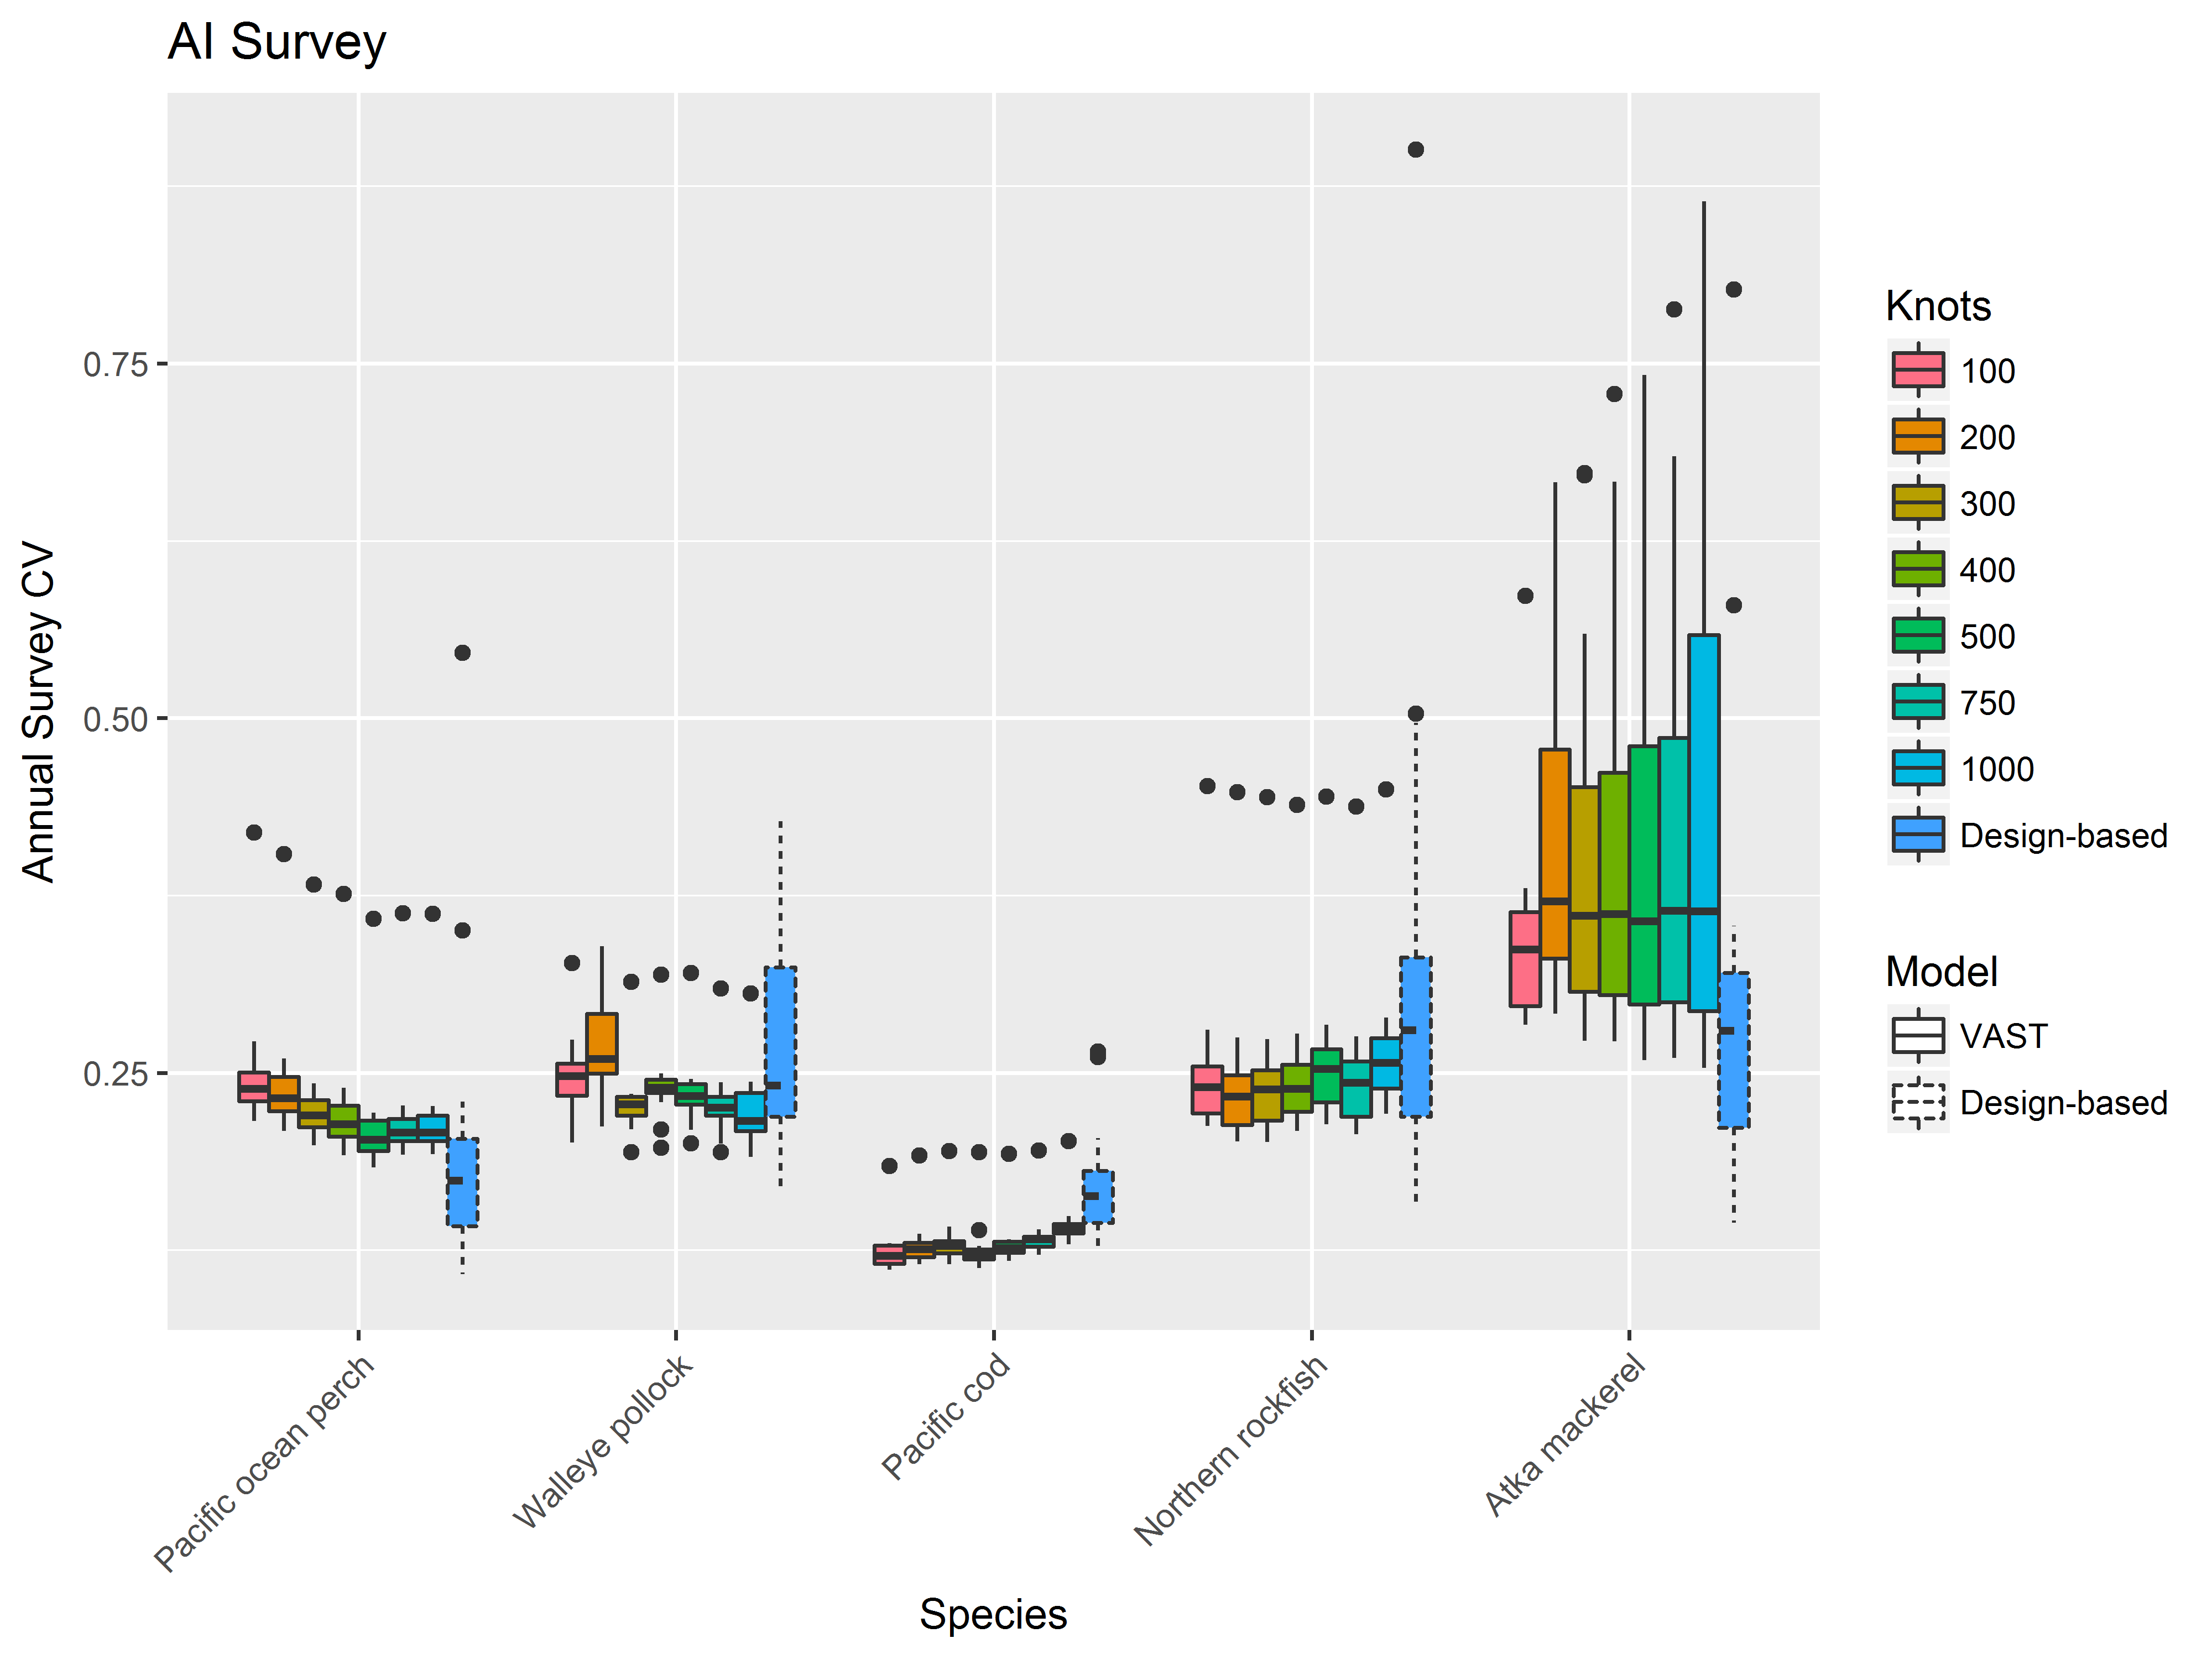 AI Survey
Annual Survey CV
0.75
0.50
0.25
Pacific ocean perch
Walleye pollock
Pacific cod
Northern rockfish
Atka mackerel
Species
Knots
100
200
300
400
500
750
1000
Design-based
Model
VAST
Design-based